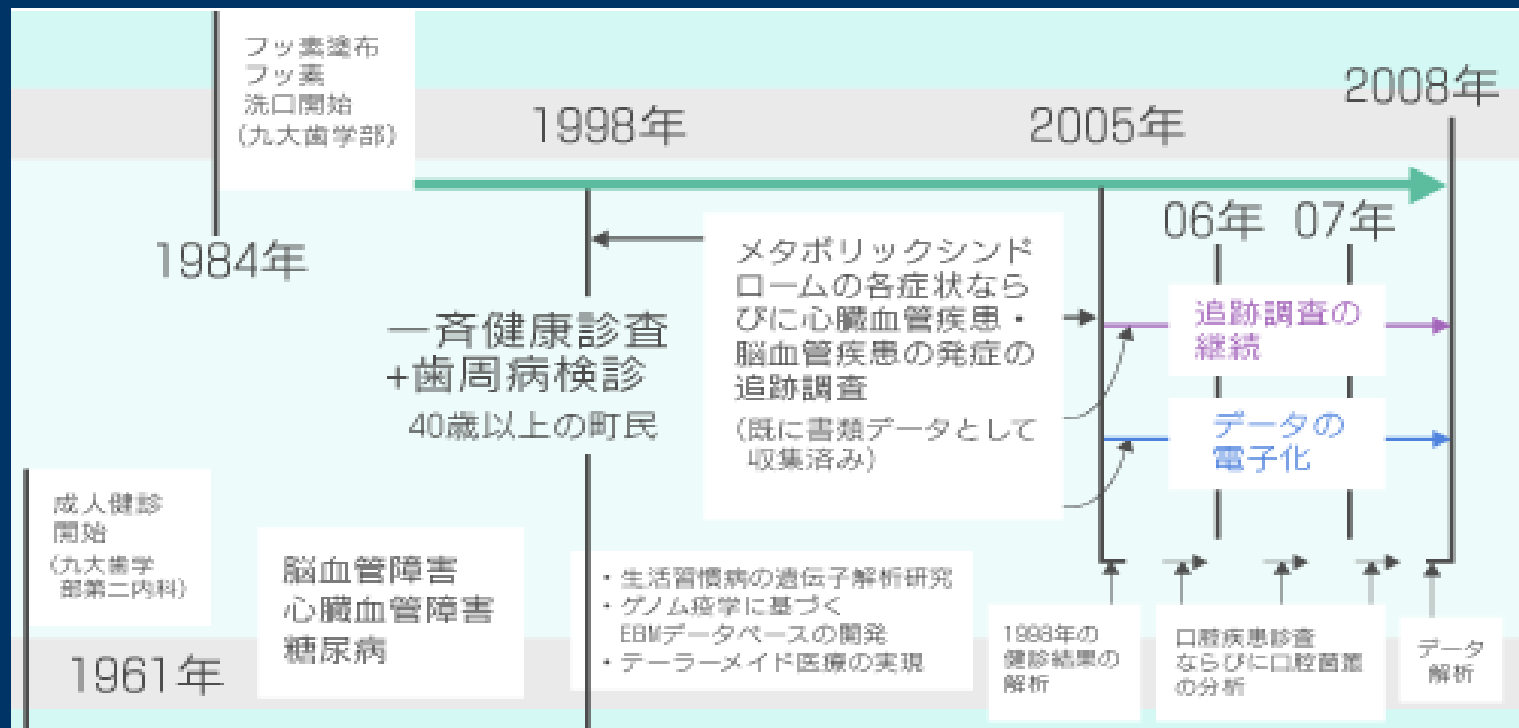 フッ素塗布
フッ素
洗口開始
(九大歯学部)
1984年
1998年
2005年
2008年
06年
07年
一斉健康診査
+歯周病検診
40歳以上の町民
メタボリックシンド
ロームの各症状なら
びに心臓血管疾患・
脳血管疾患の発症の
追跡調査
(既に書類データとして
収集済み)
追跡調査の
継続
データの
電子化
成人健診
開始
(九大歯学
部第二内科)
1961年
脳血管障害
心臓血管障害
糖尿病
・生活習慣病の遺伝子解析研究
・ゲノム疫学に基づく
EBMデータベースの開発
・テーラーメイド医療の実現
1998年の
健診結果の
解析
口腔疾患診査
ならびに口腔菌叢
の分析
データ
解析